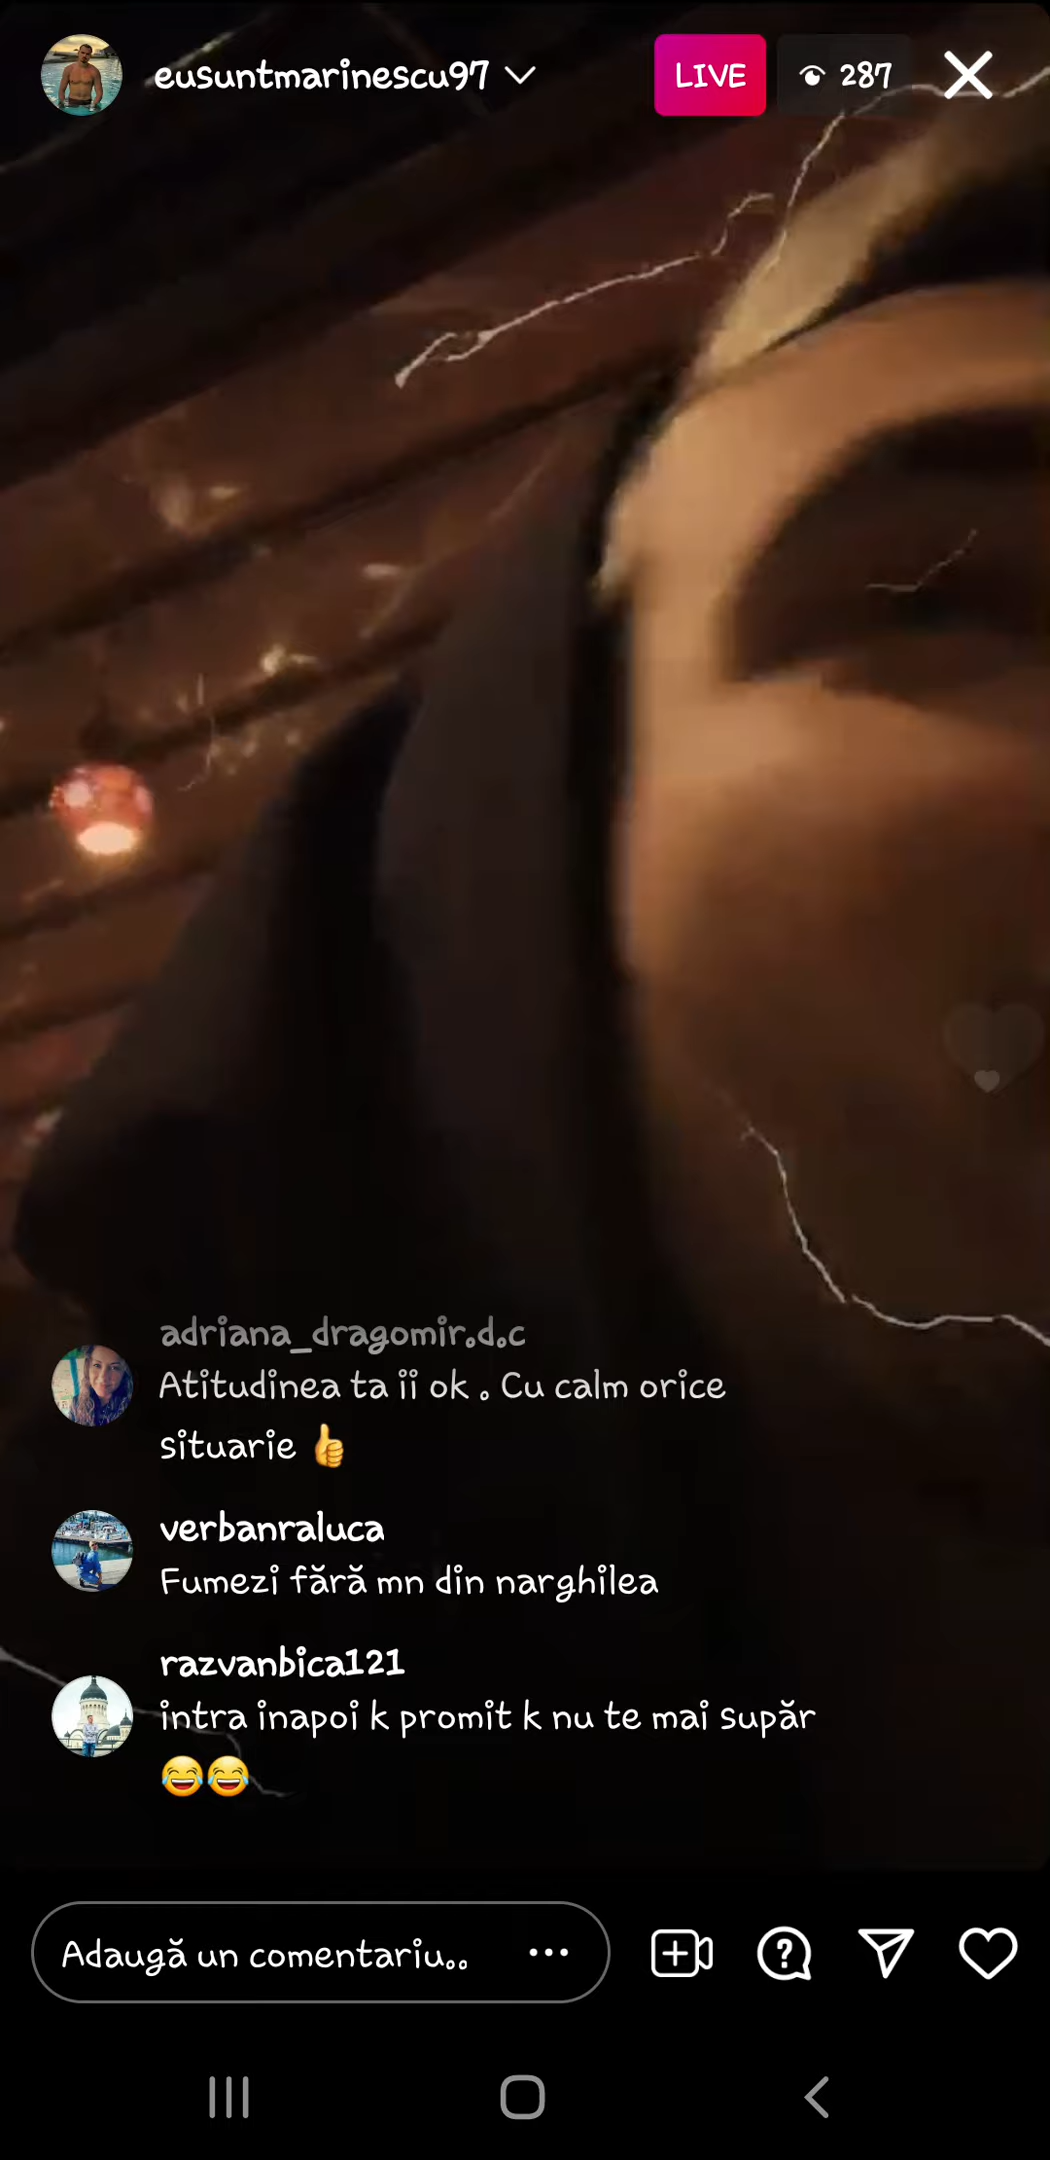 eusuntmarinescu97
LIVE
287
adriana_dragomir.d.c
Atitudinea ta ii ok . Cu calm orice
situarie 👍
verbanraluca
Fumezi fără mn din narghilea
razvanbica121
intra inapoi k promit k nu te mai supăr
😂😂
Adaugă un comentariu..